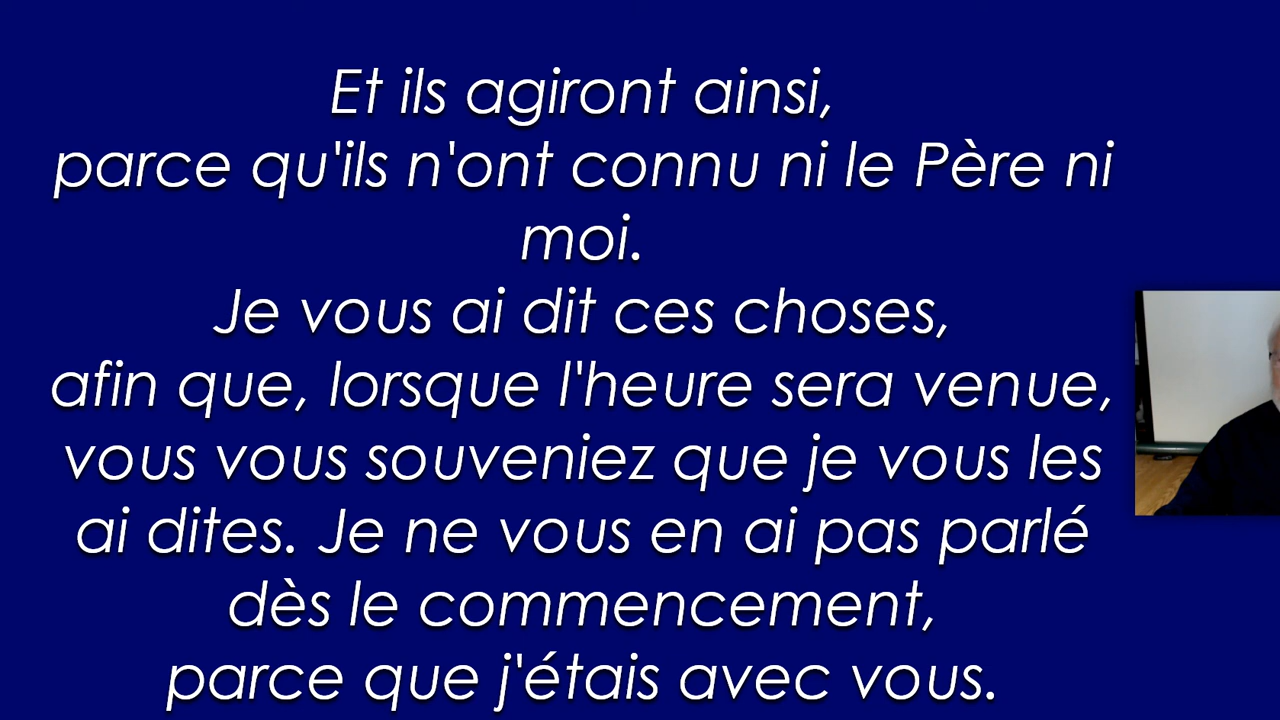 Et ils agiront ainsi,
parce qu'ils n'ont connu ni le Père ni
moi.
Je vous ai dit ces choses,
afin que, lorsque l'heure sera venue,
vous vous souveniez que je vous les
ai dites. Je ne vous en ai pas parlé
dès le commencement,
parce que j'étais avec vous.